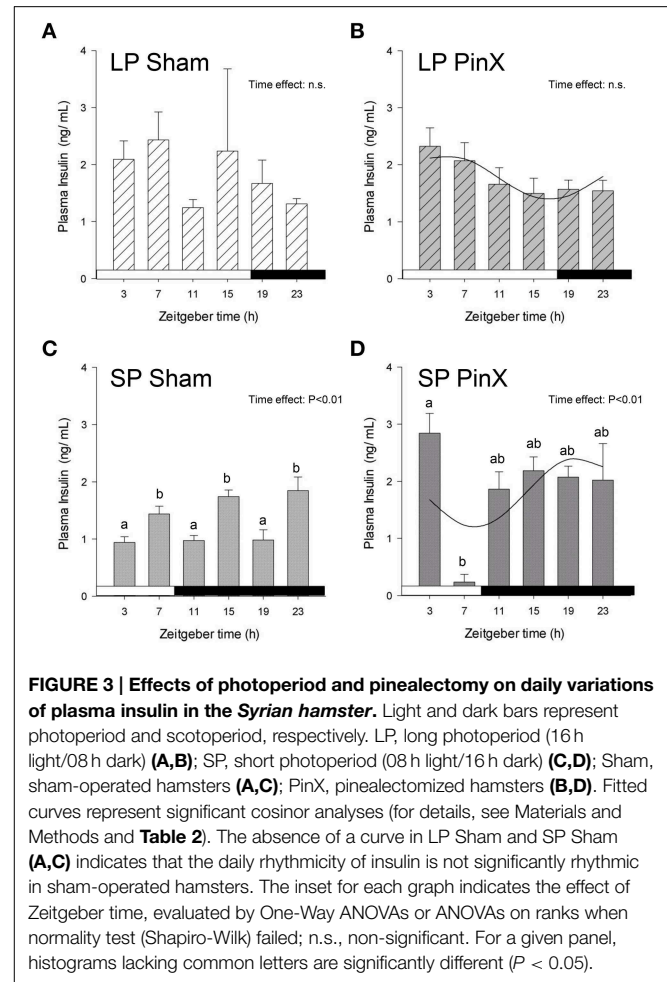 A
LP Sham
Time effect: n.s.
Plasma Insulin (ng/ mL)
4
3
2
1
0
3 7 11 15 19 23
Zeitgeber time (h)
B
LP PinX
Time effect: n.s.
Plasma Insulin (ng/ mL)
4
3
2
1
0
3 7 11 15 19 23
Zeitgeber time (h)
C
SP Sham
Time effect: P<0.01
Plasma Insulin (ng/ mL)
4
3
2
1
0
a b a b a b
3 7 11 15 19 23
Zeitgeber time (h)
D
SP PinX
Time effect: P<0.01
Plasma Insulin (ng/ mL)
4
3
2
1
0
a b ab ab ab ab
3 7 11 15 19 23
Zeitgeber time (h)
FIGURE 3 | Effects of photoperiod and pinealectomy on daily variations
of plasma insulin in the Syrian hamster. Light and dark bars represent
photoperiod and scotoperiod, respectively. LP, long photoperiod (16 h
light/08 h dark) (A,B); SP, short photoperiod (08 h light/16 h dark) (C,D); Sham,
sham-operated hamsters (A,C); PinX, pinealectomized hamsters (B,D). Fitted
curves represent significant cosinor analyses (for details, see Materials and
Methods and Table 2). The absence of a curve in LP Sham and SP Sham
(A,C) indicates that the daily rhythmicity of insulin is not significantly rhythmic
in sham-operated hamsters. The inset for each graph indicates the effect of
Zeitgeber time, evaluated by One-Way ANOVAs or ANOVAs on ranks when
normality test (Shapiro-Wilk) failed; n.s., non-significant. For a given panel,
histograms lacking common letters are significantly different (P < 0.05).